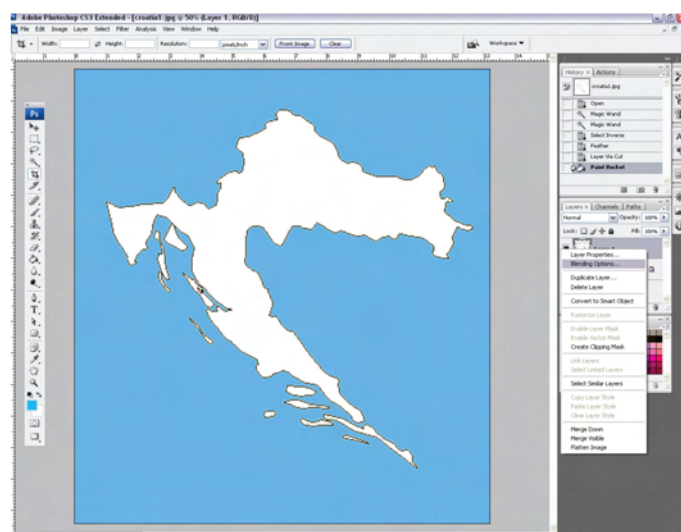 Adobe Photoshop CS3 Extended - [croatia1.jpg @ 50% (Layer 1, RGB/8)]
File Edit Image Layer Select Filter Analysis View Window Help
Width: Height: Resolution: pixels/inch Front Image Clear Workspace
Ps
T
History x Actions
croatia1.jpg
Open
Magic Wand
Magic Wand
Select Inverse
Feather
Layer Via Cut
Paint Bucket
Layers x Channels Paths
Normal Opacity: 100%
Lock: Fill: 100%
Layer Properties...
Blending Options...
Duplicate Layer...
Delete Layer
Convert to Smart Object
Rasterize Layer
Enable Layer Mask
Enable Vector Mask
Create Clipping Mask
Link Layers
Select Linked Layers
Select Similar Layers
Copy Layer Style
Paste Layer Style
Clear Layer Style
Merge Down
Merge Visible
Flatten Image